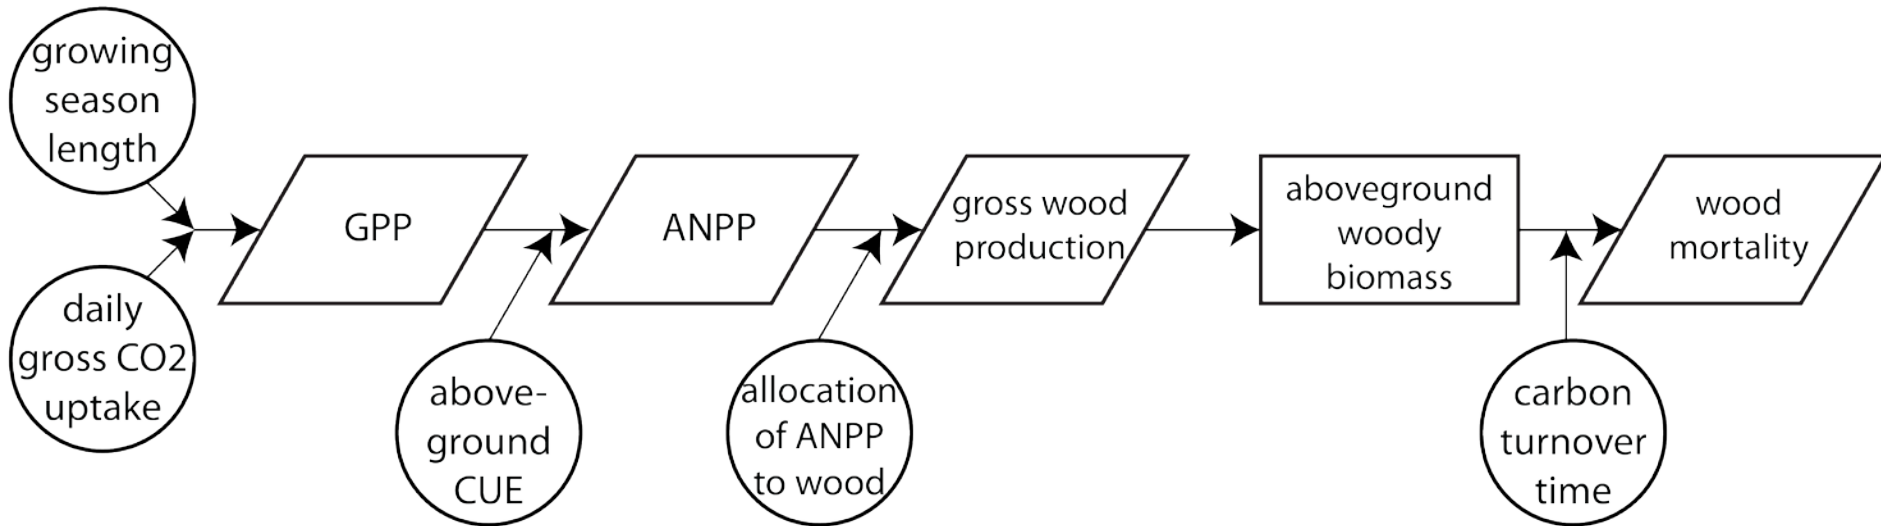 growing
season
length
daily
gross CO2
uptake
GPP
above-
ground
CUE
ANPP
allocation
of ANPP
to wood
gross wood
production
aboveground
woody
biomass
carbon
turnover
time
wood
mortality